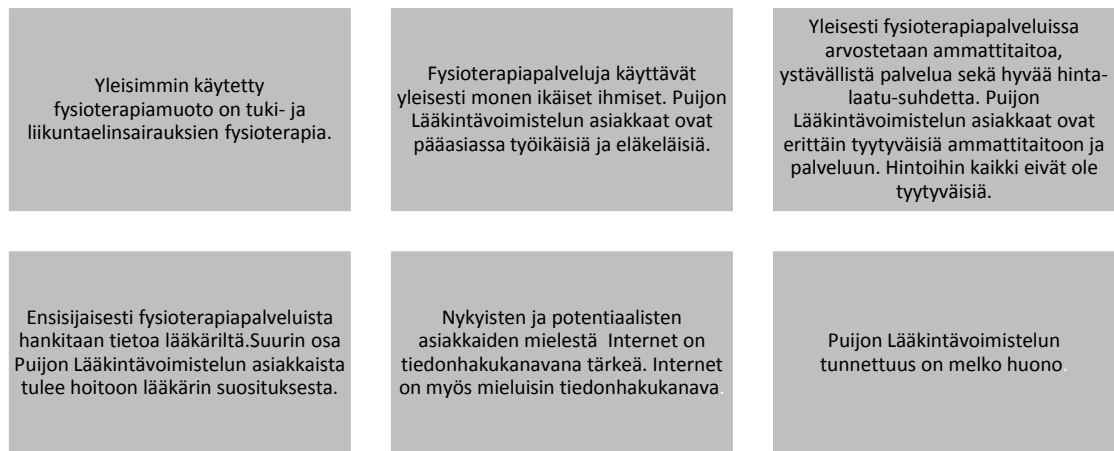 Yleisimmin käytetty
fysioterapiamuoto on tuki- ja
liikuntaelinsairauksien fysioterapia.
Fysioterapiapalveluja käyttävät
yleisesti monen ikäiset ihmiset. Puijon
Lääkintävoimistelun asiakkaat ovat
pääasiassa työikäisiä ja eläkeläisiä.
Yleisesti fysioterapiapalveluissa
arvostetaan ammattitaitoa,
ystävällistä palvelua sekä hyvää hinta-
laatu-suhdetta. Puijon
Lääkintävoimistelun asiakkaat ovat
erittäin tyytyväisiä ammattitaitoon ja
palveluun. Hintoihin kaikki eivät ole
tyytyväisiä.
Ensisijaisesti fysioterapiapalveluista
hankitaan tietoa lääkäriltä.Suurin osa
Puijon Lääkintävoimistelun asiakkaista
tulee hoitoon lääkärin suosituksesta.
Nykyisten ja potentiaalisten
asiakkaiden mielestä  Internet on
tiedonhakukanavana tärkeä. Internet
on myös mieluisin tiedonhakukanava.
Puijon Lääkintävoimistelun
tunnettuus on melko huono.